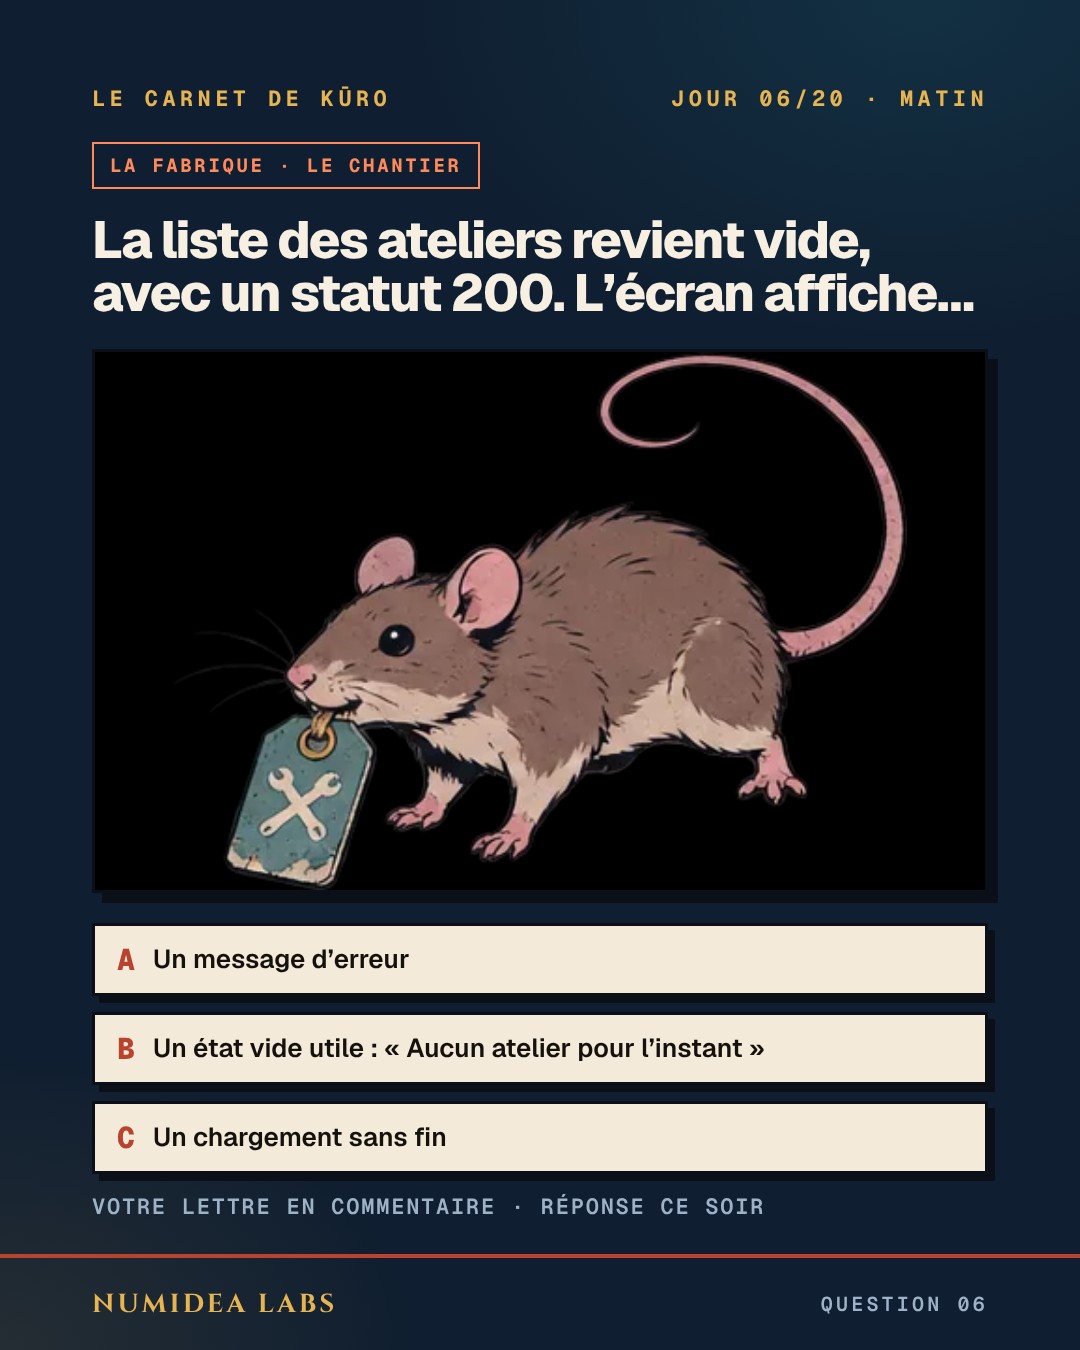 LE CARNET DE KŪRO
JOUR 06/20 · MATIN
LA FABRIQUE · LE CHANTIER
La liste des ateliers revient vide,
avec un statut 200. L’écran affiche…
A Un message d’erreur
B Un état vide utile : « Aucun atelier pour l’instant »
C Un chargement sans fin
VOTRE LETTRE EN COMMENTAIRE · RÉPONSE CE SOIR
NUMIDEA LABS
QUESTION 06